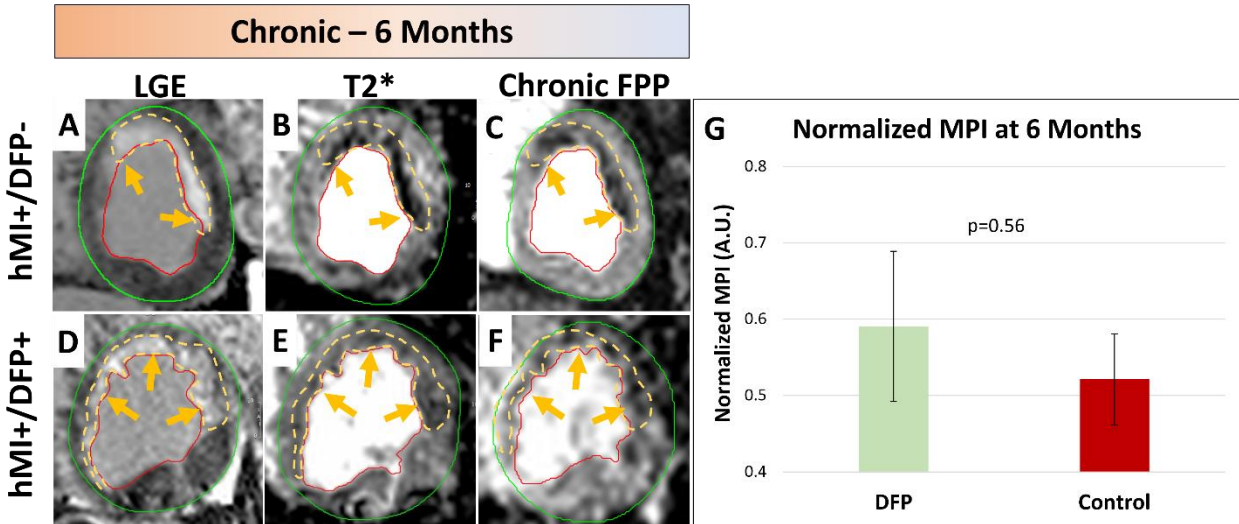 Chronic – 6 Months
LGE
T2*
Chronic FPP
hMI+/DFP-
A
B
C
hMI+/DFP+
D
E
F
G
Normalized MPI at 6 Months
Normalized MPI (A.U.)
0.8
0.7
0.6
0.5
0.4
p=0.56
DFP
Control